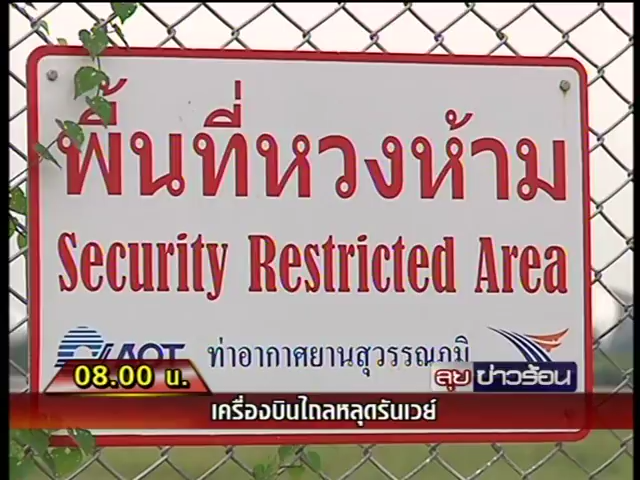 พื้นที่หวงห้าม
Security Restricted Area
AOT ท่าอากาศยานสุวรรณภูมิ
08.00 น. ลุย ข่าวร้อน
เครื่องบินไถลหลุดรันเวย์